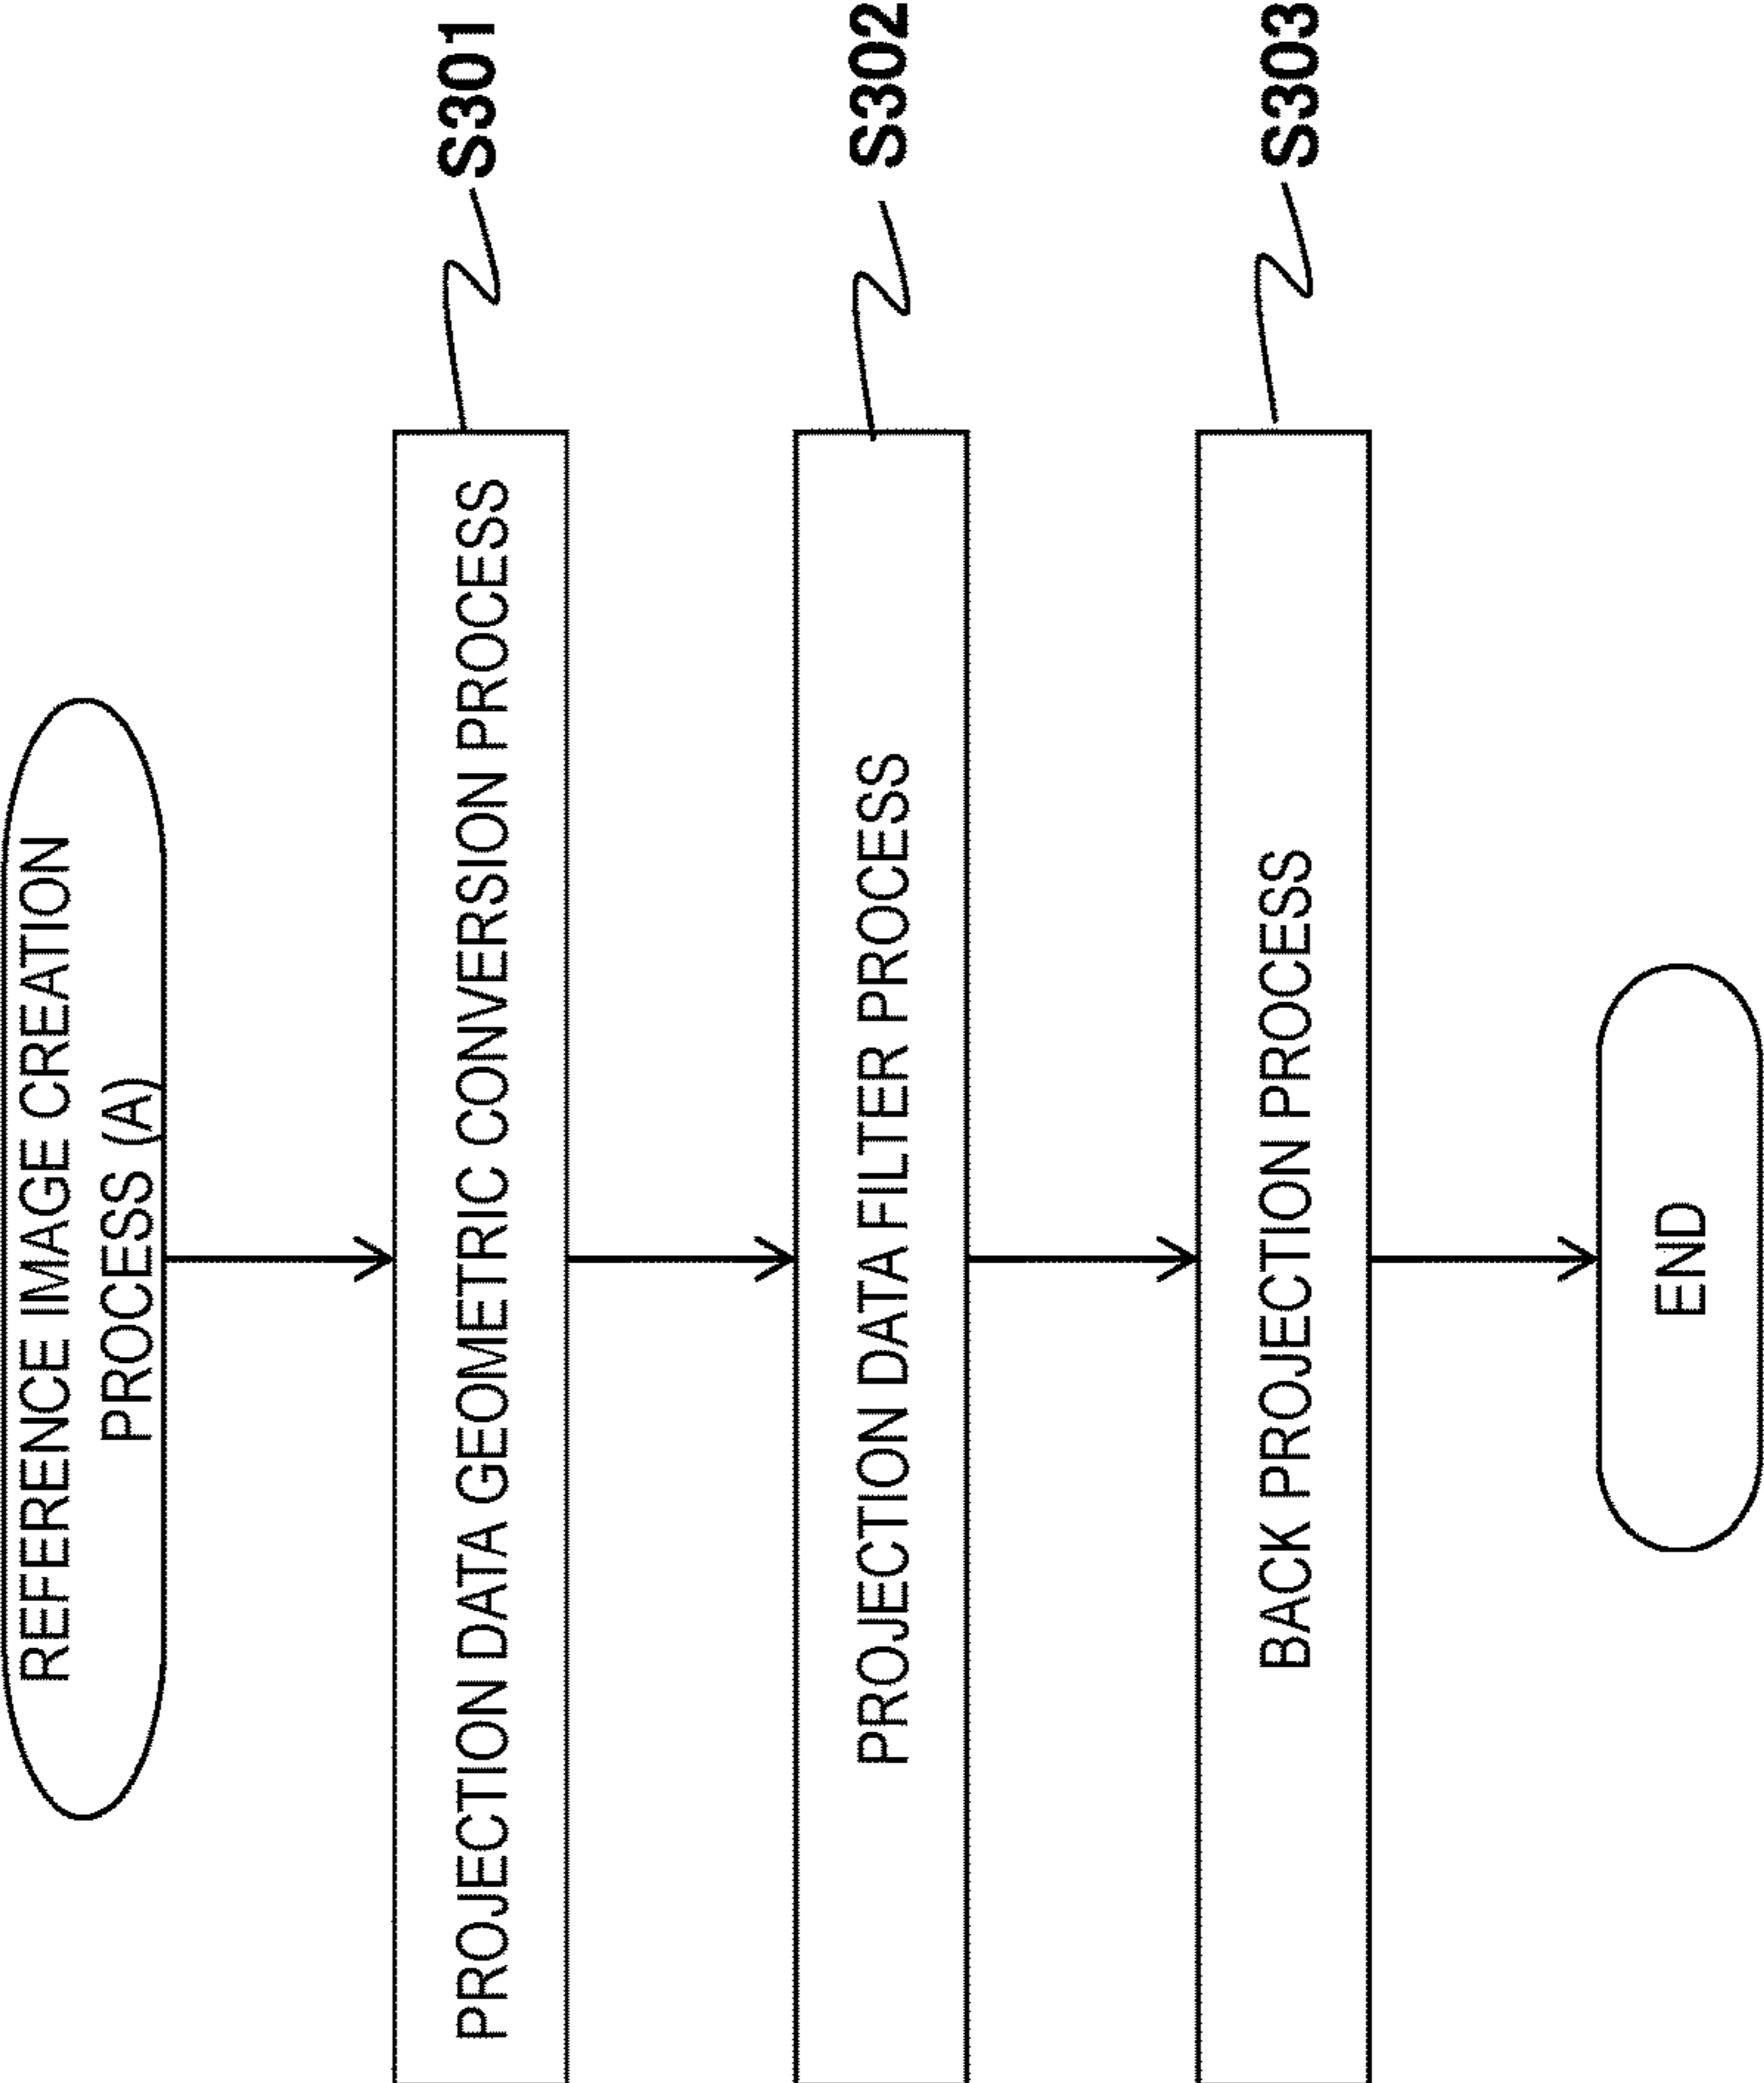 REFERENCE IMAGE CREATION
PROCESS (A)
PROJECTION DATA GEOMETRIC CONVERSION PROCESS
S301
PROJECTION DATA FILTER PROCESS
S302
BACK PROJECTION PROCESS
S303
END